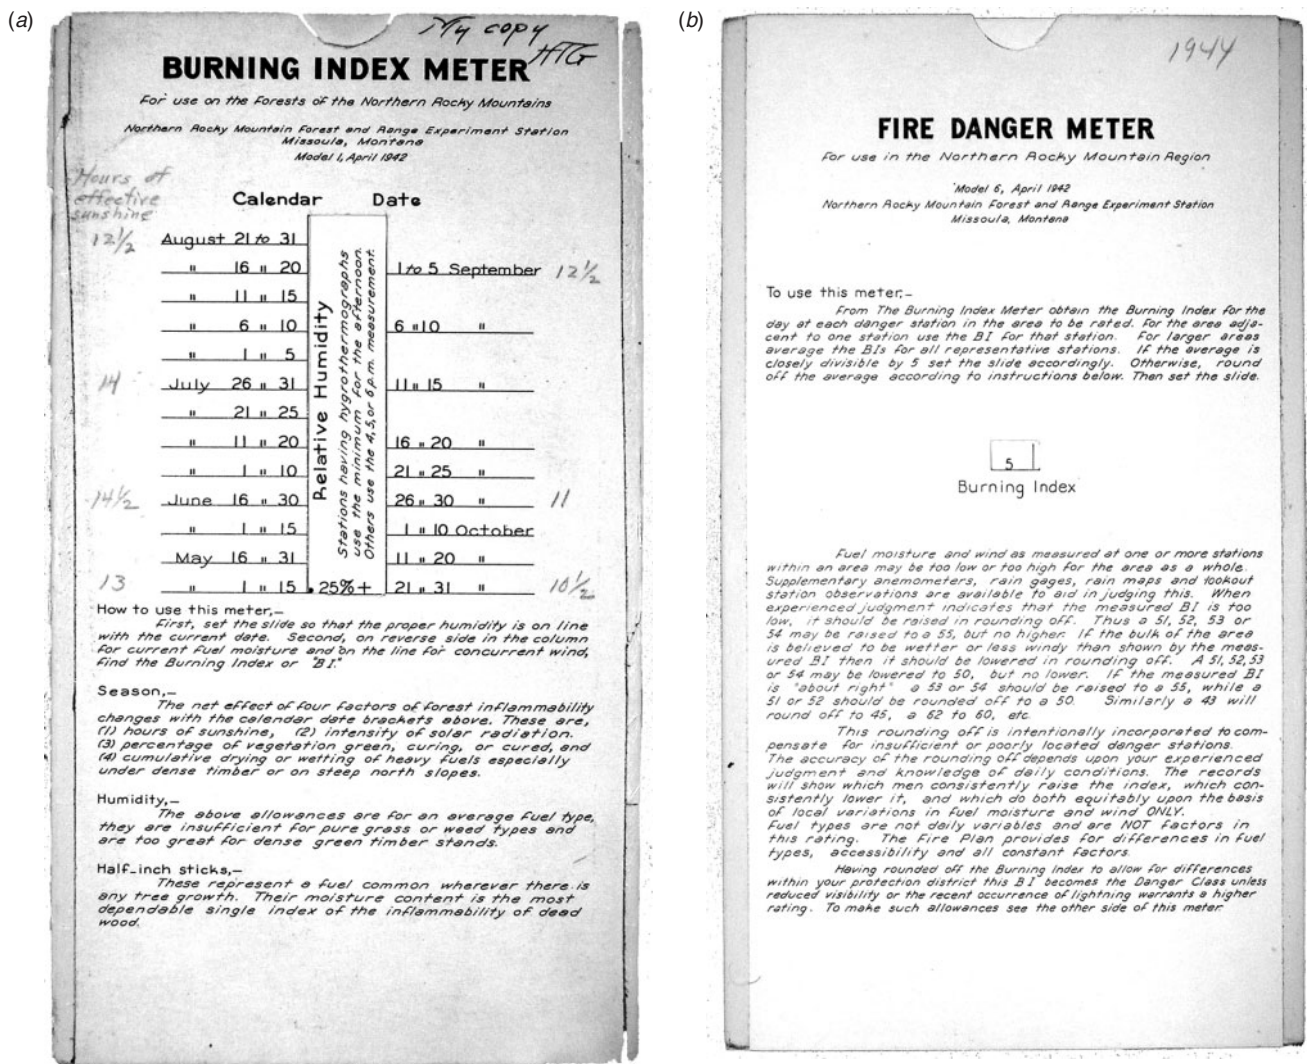 (a)
My copy
HTG
BURNING INDEX METER
For use on the Forests of the Northern Rocky Mountains
Northern Rocky Mountain Forest and Range Experiment Station
Missoula, Montana
Model 1, April 1942
Hours of
effective
sunshine
Calendar Date
12½ August 21 to 31
" 16 " 20 1 to 5 September 12½
" 11 " 15
" 6 " 10 6 " 10 "
" 1 " 5
14 July 26 " 31 11 " 15 "
" 21 " 25
" 11 " 20 16 " 20 "
" 1 " 10 21 " 25 "
14½ June 16 " 30 26 " 30 " 11
" 1 " 15 1 " 10 October
May 16 " 31 11 " 20 "
13 " 1 " 15 25% + 21 " 31 " 10½
Relative Humidity
Stations having hygrothermographs
use the minimum for the afternoon.
Others use the 4, 5, or 6 p.m. measurement.
How to use this meter,—
First, set the slide so that the proper humidity is on line
with the current date. Second, on reverse side in the column
for current fuel moisture and on the line for concurrent wind,
find the Burning Index or "BI."
Season,—
The net effect of four factors of forest inflammability
changes with the calendar date brackets above. These are,
(1) hours of sunshine, (2) intensity of solar radiation.
(3) percentage of vegetation green, curing, or cured, and
(4) cumulative drying or wetting of heavy fuels especially
under dense timber or on steep north slopes.
Humidity,—
The above allowances are for an average fuel type,
they are insufficient for pure grass or weed types and
are too great for dense green timber stands.
Half-inch sticks,—
These represent a fuel common wherever there is
any tree growth. Their moisture content is the most
dependable single index of the inflammability of dead
wood.
(b)
1944
FIRE DANGER METER
For use in the Northern Rocky Mountain Region
Model 6, April 1942
Northern Rocky Mountain Forest and Range Experiment Station
Missoula, Montana
To use this meter,—
From The Burning Index Meter obtain the Burning Index for the
day at each danger station in the area to be rated. For the area adja-
cent to one station use the BI for that station. For larger areas
average the BIs for all representative stations. If the average is
closely divisible by 5 set the slide accordingly. Otherwise, round
off the average according to instructions below. Then set the slide.
5
Burning Index
Fuel moisture and wind as measured at one or more stations
within an area may be too low or too high for the area as a whole.
Supplementary anemometers, rain gages, rain maps and lookout
station observations are available to aid in judging this. When
experienced judgment indicates that the measured BI is too
low, it should be raised in rounding off. Thus a 51, 52, 53 or
54 may be raised to a 55, but no higher. If the bulk of the area
is believed to be wetter or less windy than shown by the meas-
ured BI then it should be lowered in rounding off. A 51, 52, 53
or 54 may be lowered to 50, but no lower. If the measured BI
is "about right" a 53 or 54 should be raised to a 55, while a
51 or 52 should be rounded off to a 50. Similarly a 43 will
round off to 45, a 62 to 60, etc.
This rounding off is intentionally incorporated to com-
pensate for insufficient or poorly located danger stations.
The accuracy of the rounding off depends upon your experienced
judgment and knowledge of daily conditions. The records
will show which men consistently raise the index, which con-
sistently lower it, and which do both equitably upon the basis
of local variations in fuel moisture and wind ONLY.
Fuel types are not daily variables and are NOT factors in
this rating. The Fire Plan provides for differences in fuel
types, accessibility and all constant factors.
Having rounded off the Burning Index to allow for differences
within your protection district this BI becomes the Danger Class unless
reduced visibility or the recent occurrence of lightning warrants a higher
rating. To make such allowances see the other side of this meter.